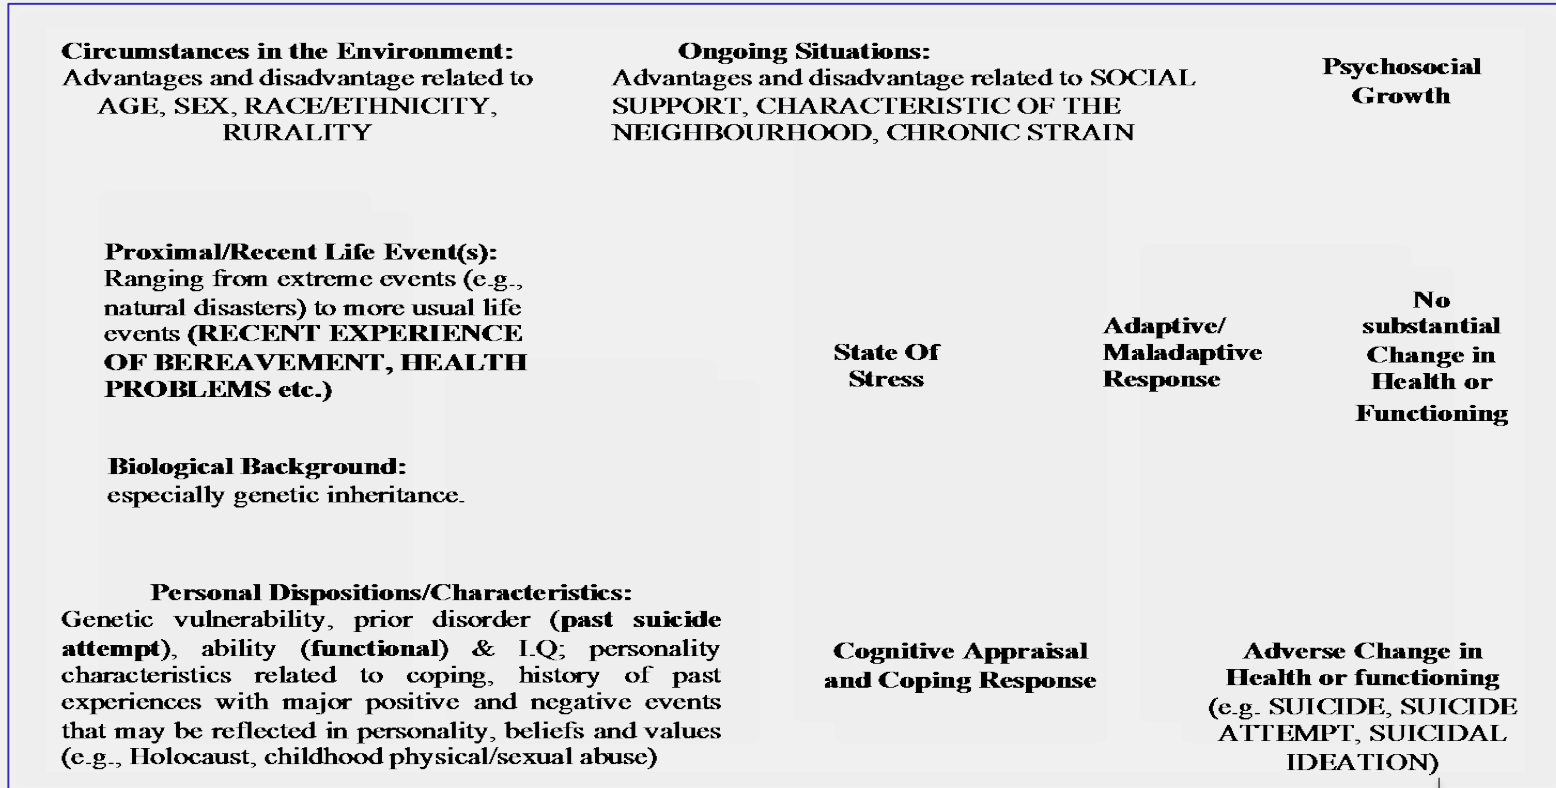 Circumstances in the Environment:
Advantages and disadvantage related to
AGE, SEX, RACE/ETHNICITY,
RURALITY
Ongoing Situations:
Advantages and disadvantage related to SOCIAL
SUPPORT, CHARACTERISTIC OF THE
NEIGHBOURHOOD, CHRONIC STRAIN
Psychosocial
Growth
Proximal/Recent Life Event(s):
Ranging from extreme events (e.g.,
natural disasters) to more usual life
events (RECENT EXPERIENCE
OF BEREAVEMENT, HEALTH
PROBLEMS etc.)
State Of
Stress
Adaptive/
Maladaptive
Response
No
substantial
Change in
Health or
Functioning
Biological Background:
especially genetic inheritance.
Personal Dispositions/Characteristics:
Genetic vulnerability, prior disorder (past suicide
attempt), ability (functional) & I.Q; personality
characteristics related to coping, history of past
experiences with major positive and negative events
that may be reflected in personality, beliefs and values
(e.g., Holocaust, childhood physical/sexual abuse)
Cognitive Appraisal
and Coping Response
Adverse Change in
Health or functioning
(e.g. SUICIDE, SUICIDE
ATTEMPT, SUICIDAL
IDEATION)